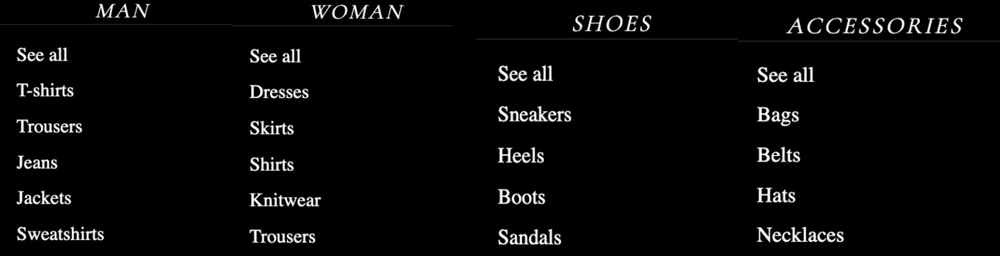 MAN
See all
T-shirts
Trousers
Jeans
Jackets
Sweatshirts
WOMAN
See all
Dresses
Skirts
Shirts
Knitwear
Trousers
SHOES
See all
Sneakers
Heels
Boots
Sandals
ACCESSORIES
See all
Bags
Belts
Hats
Necklaces